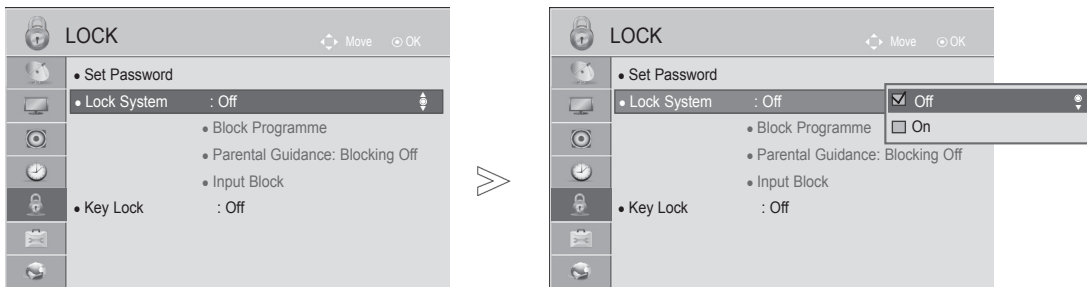 LOCK
Move OK
• Set Password
• Lock System : Off
• Block Programme
• Parental Guidance: Blocking Off
• Input Block
• Key Lock : Off
LOCK
Move OK
• Set Password
• Lock System : Off
Off
On
• Block Programme
• Parental Guidance: Blocking Off
• Input Block
• Key Lock : Off